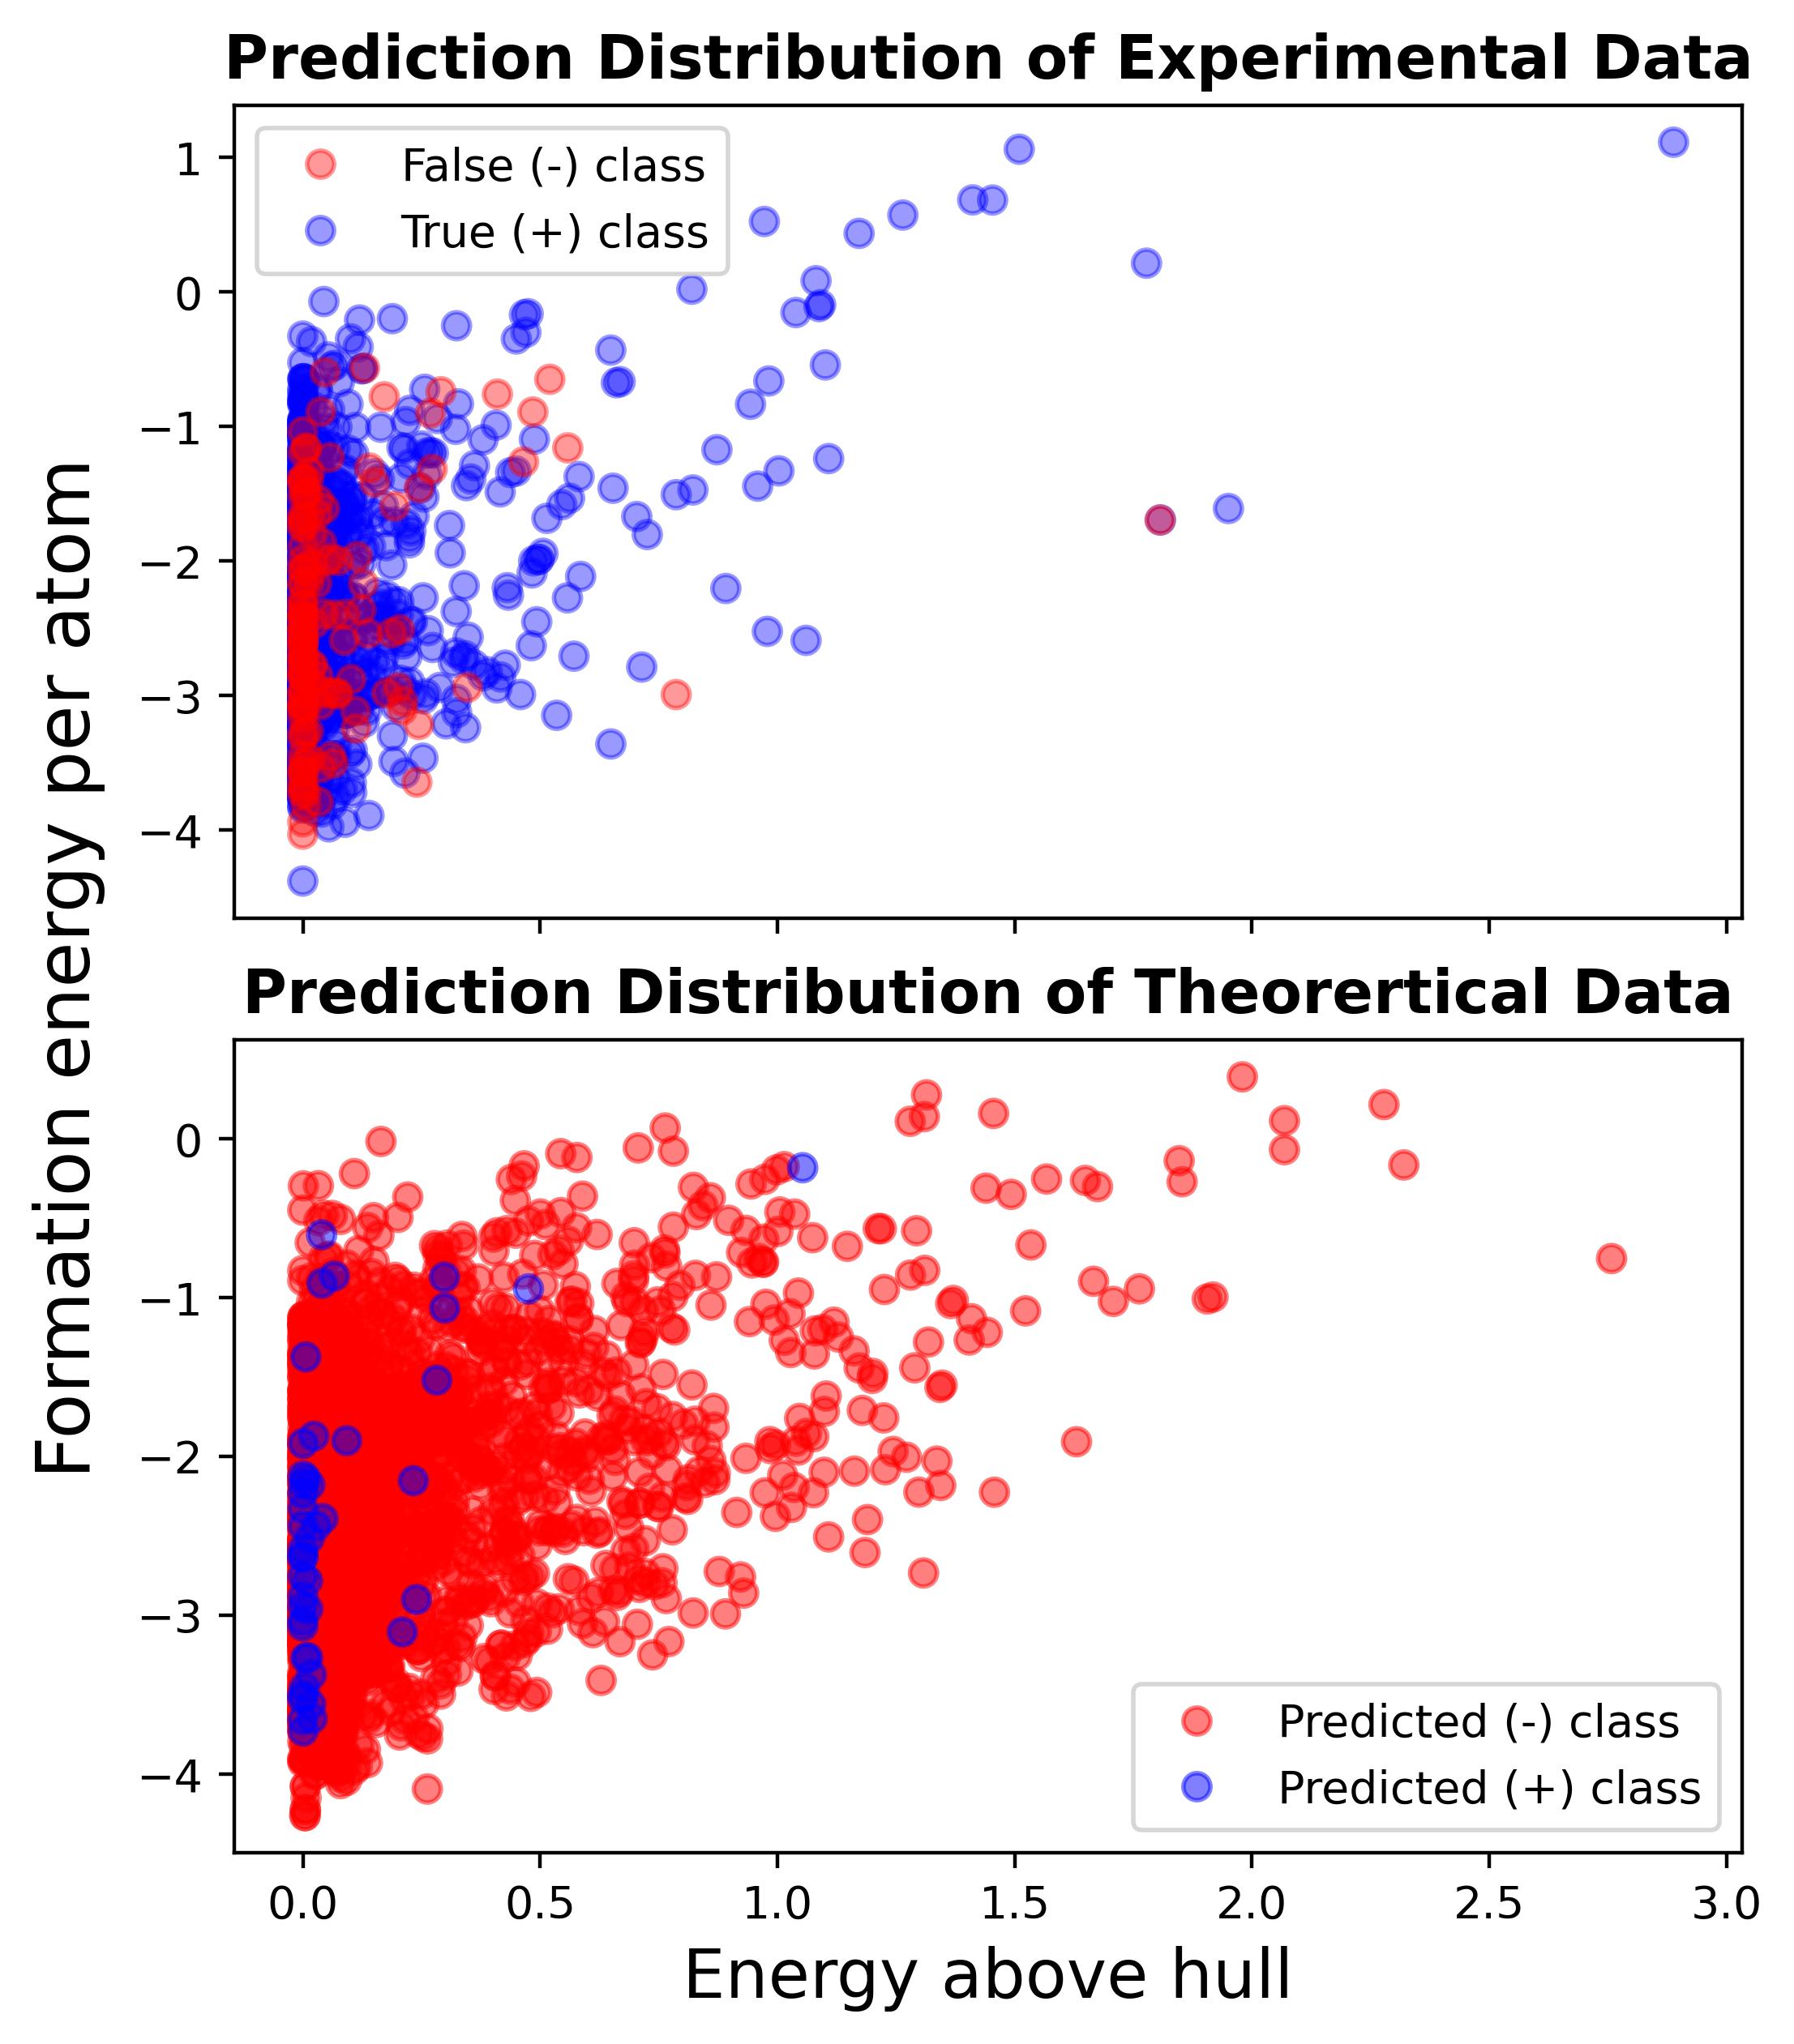 Prediction Distribution of Experimental Data
False (-) class
True (+) class
1
0
−1
−2
−3
−4
Formation energy per atom
Prediction Distribution of Theorertical Data
0
−1
−2
−3
−4
Predicted (-) class
Predicted (+) class
0.0 0.5 1.0 1.5 2.0 2.5 3.0
Energy above hull